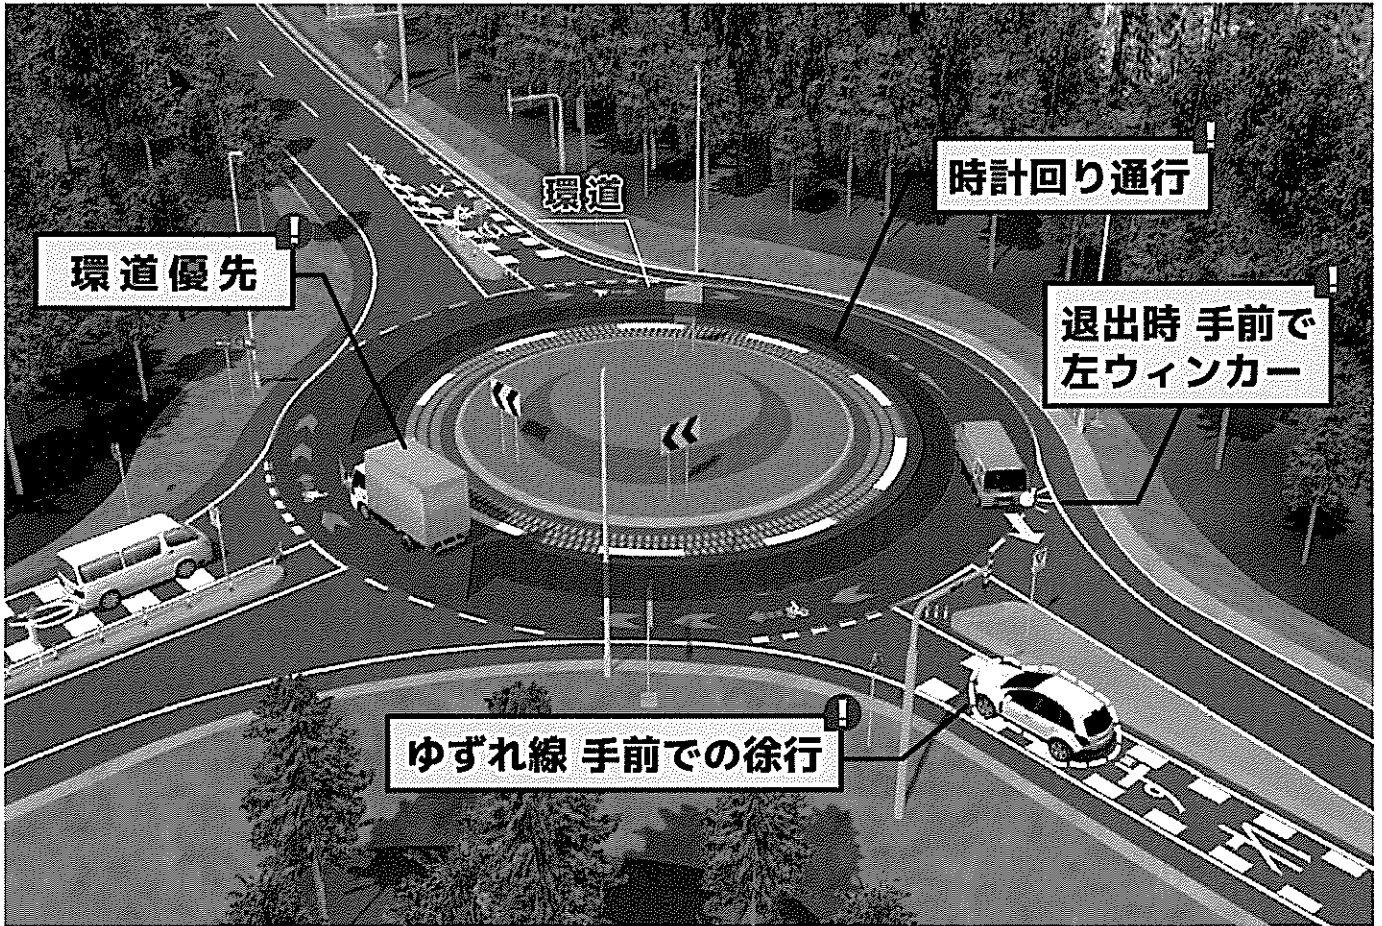 時計回り通行
環道
環道優先
退出時 手前で
左ウィンカー
ゆずれ線 手前での徐行